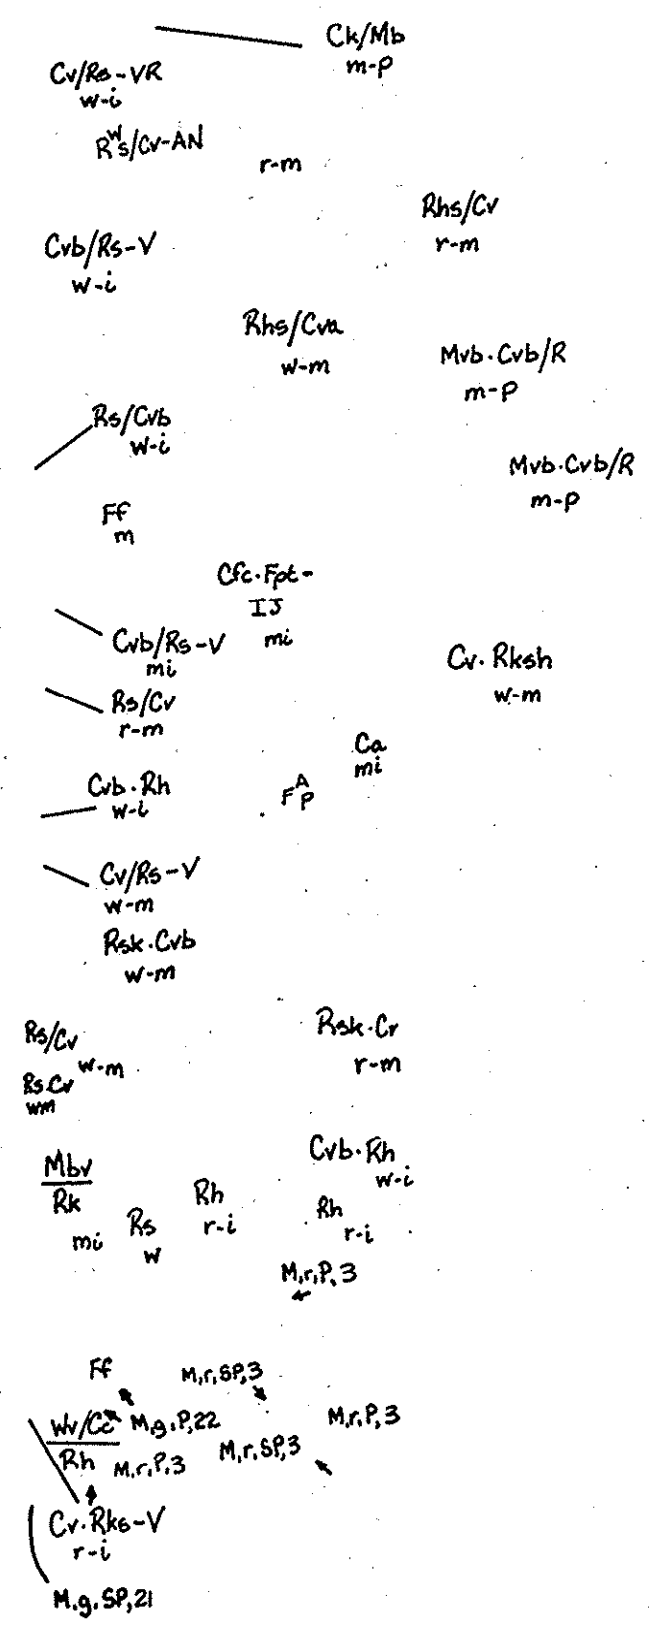 Ck/Mb
m-p
Cv/Rs-VR
w-i
Rws/Cv-AN
r-m
Rhs/Cv
r-m
Cvb/Rs-V
w-i
Rhs/Cva
w-m
Mvb.Cvb/R
m-p
Rs/Cvb
w-i
Mvb.Cvb/R
m-p
Ff
m
Cfc.Fpt-
IJ
mi
Cvb/Rs-V
mi
Cv.Rksh
w-m
Rs/Cv
r-m
Ca
mi
Cvb.Rh
w-i
FAp
Cv/Rs-V
w-m
Rsk.Cvb
w-m
Rsk.Cr
r-m
Rs/Cv
w-m
Rs.Cv
wm
Cvb.Rh
w-i
Mbv
Rk
mi
Rh
r-i
Rs
w
Rh
r-i
M,r,P,3
Ff
M,r,SP,3
Wv/Cc
M.g.P,22
M,r,P,3
Rh
M,r,P,3
M,r,SP,3
Cv.Rks-V
r-i
M.g.SP,21